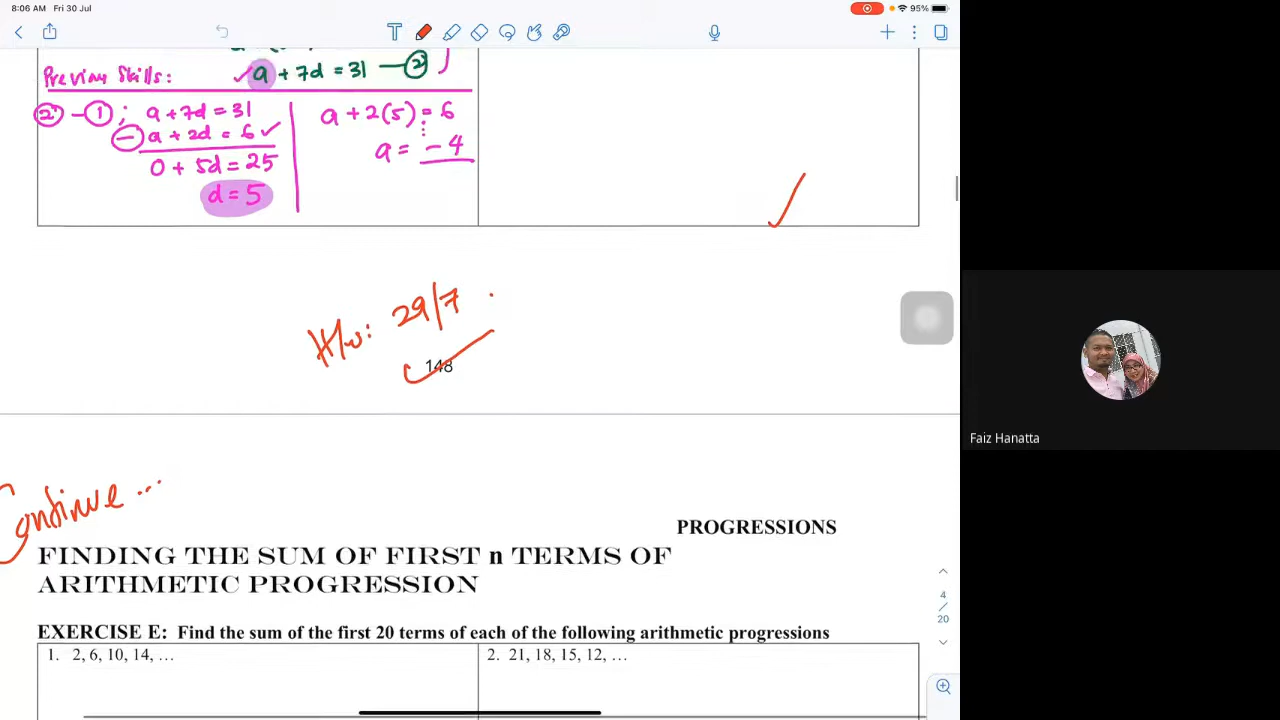 8:06 AM Fri 30 Jul
95%
a + 7d = 31 — ②
Previous Skills:
② - ① ; a + 7d = 31
a + 2(5) = 6
− a + 2d = 6
a = - 4
0 + 5d = 25
d = 5
H/w: 29/7
148
Continue ...
PROGRESSIONS
FINDING THE SUM OF FIRST n TERMS OF
ARITHMETIC PROGRESSION
EXERCISE E: Find the sum of the first 20 terms of each of the following arithmetic progressions
1. 2, 6, 10, 14, …
2. 21, 18, 15, 12, …
4
/
20
Faiz Hanatta